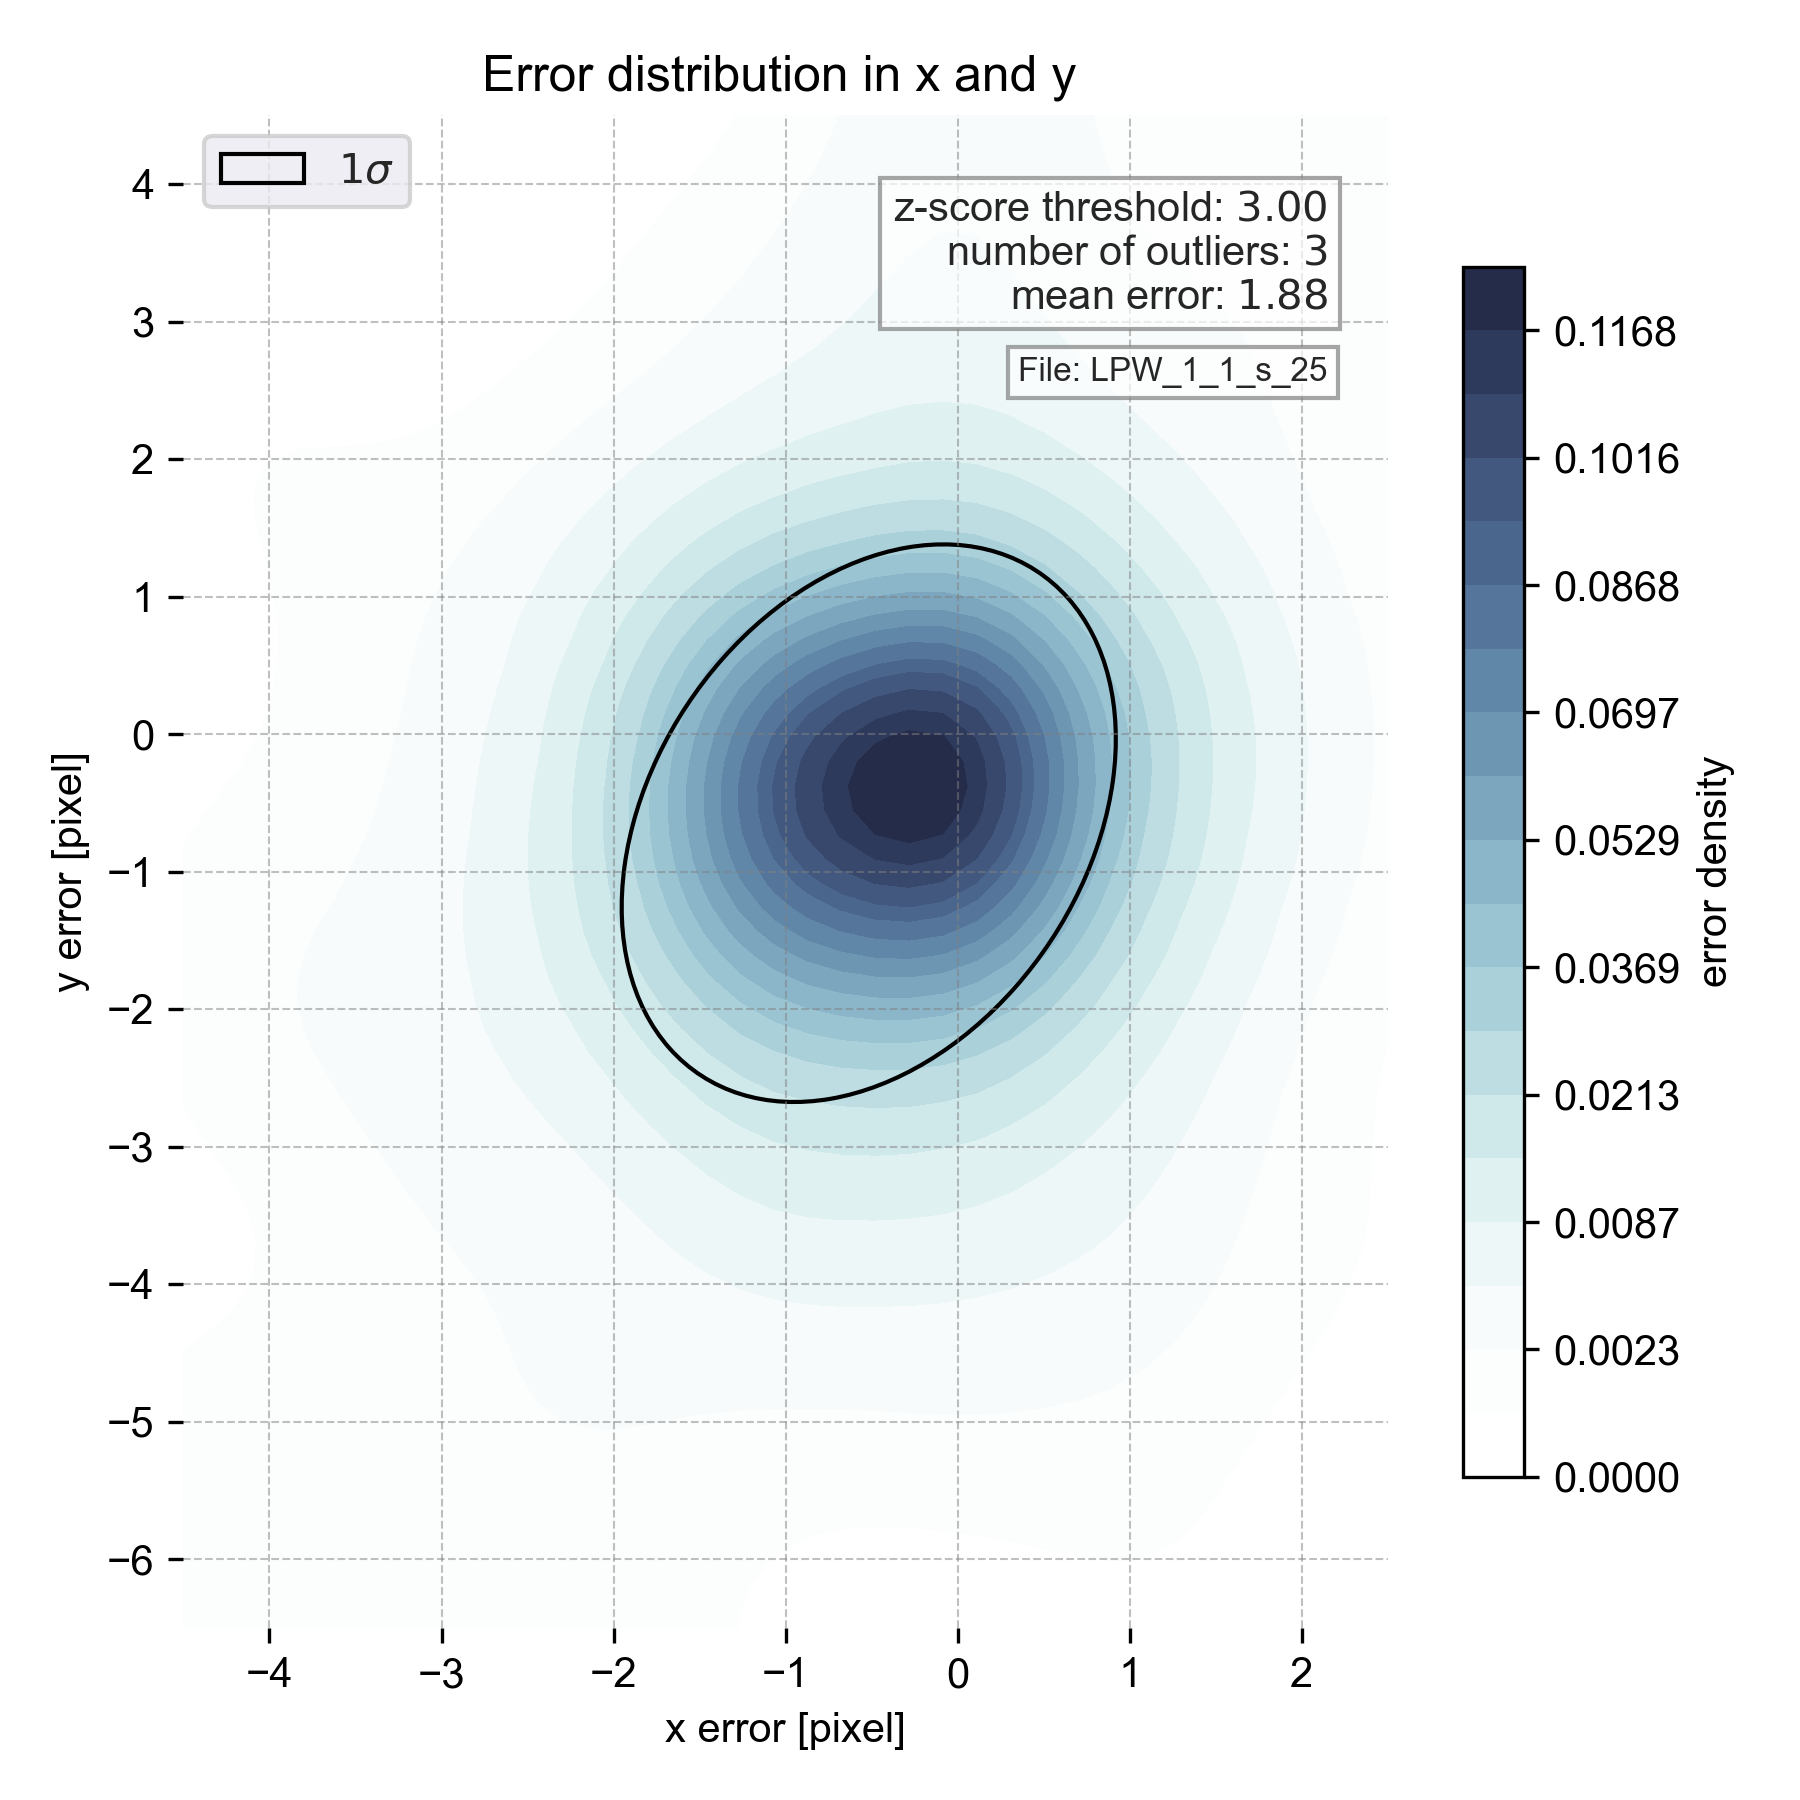 Error distribution in x and y
1σ
z-score threshold: 3.00
number of outliers: 3
mean error: 1.88
File: LPW_1_1_s_25
4
3
2
1
0
−1
−2
−3
−4
−5
−6
y error [pixel]
−4 −3 −2 −1 0 1 2
x error [pixel]
0.1168
0.1016
0.0868
0.0697
0.0529
0.0369
0.0213
0.0087
0.0023
0.0000
error density